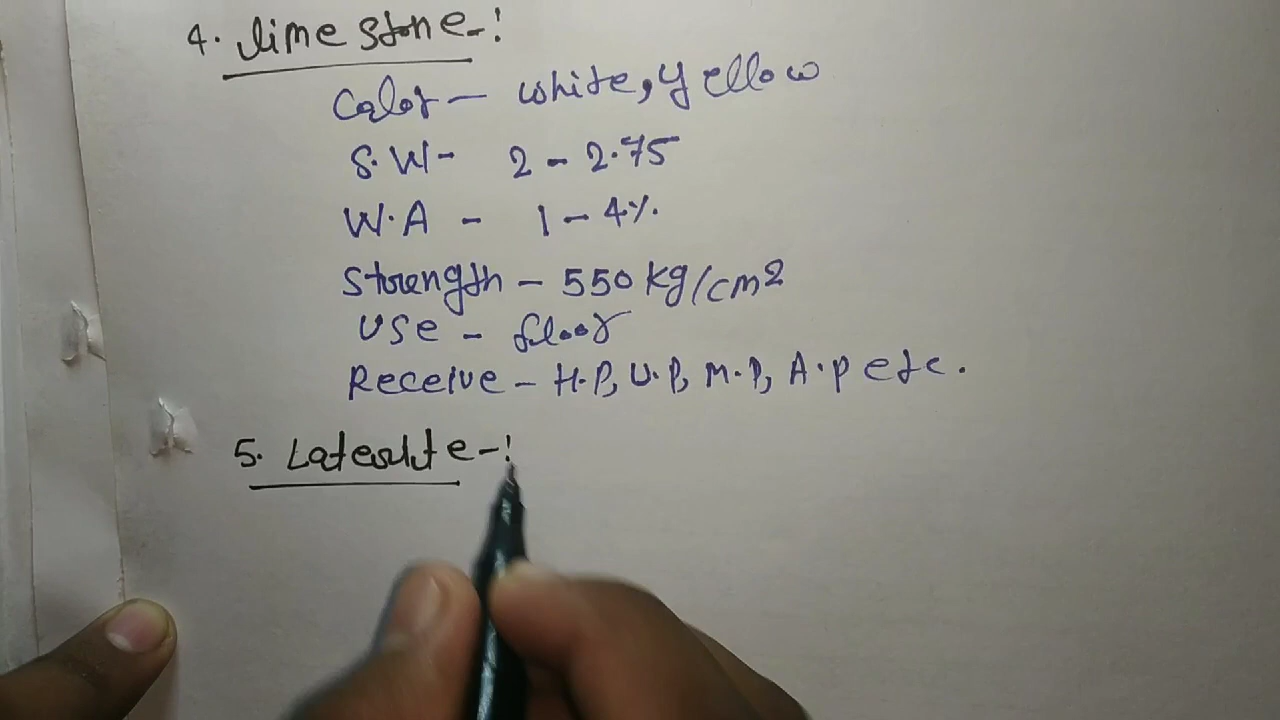 4. Lime stone-!
Color - white, yellow
S.W- 2 - 2.75
W.A - 1 - 4%.
Strength - 550 kg/cm2
USe - floor
Receive - H.P, U.P, M.P, A.P etc.
5. Laterite-!